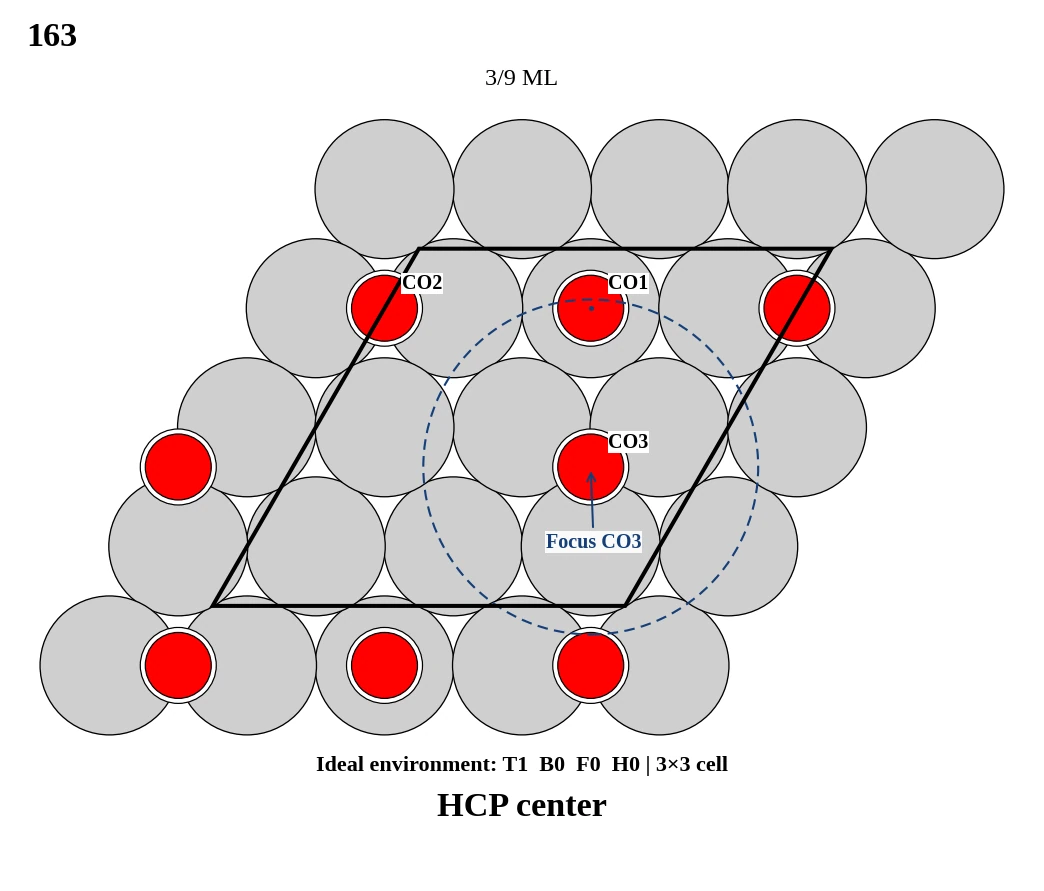 163
3/9 ML
CO2
CO1
CO3
Focus CO3
Ideal environment: T1  B0  F0  H0 | 3×3 cell
HCP center